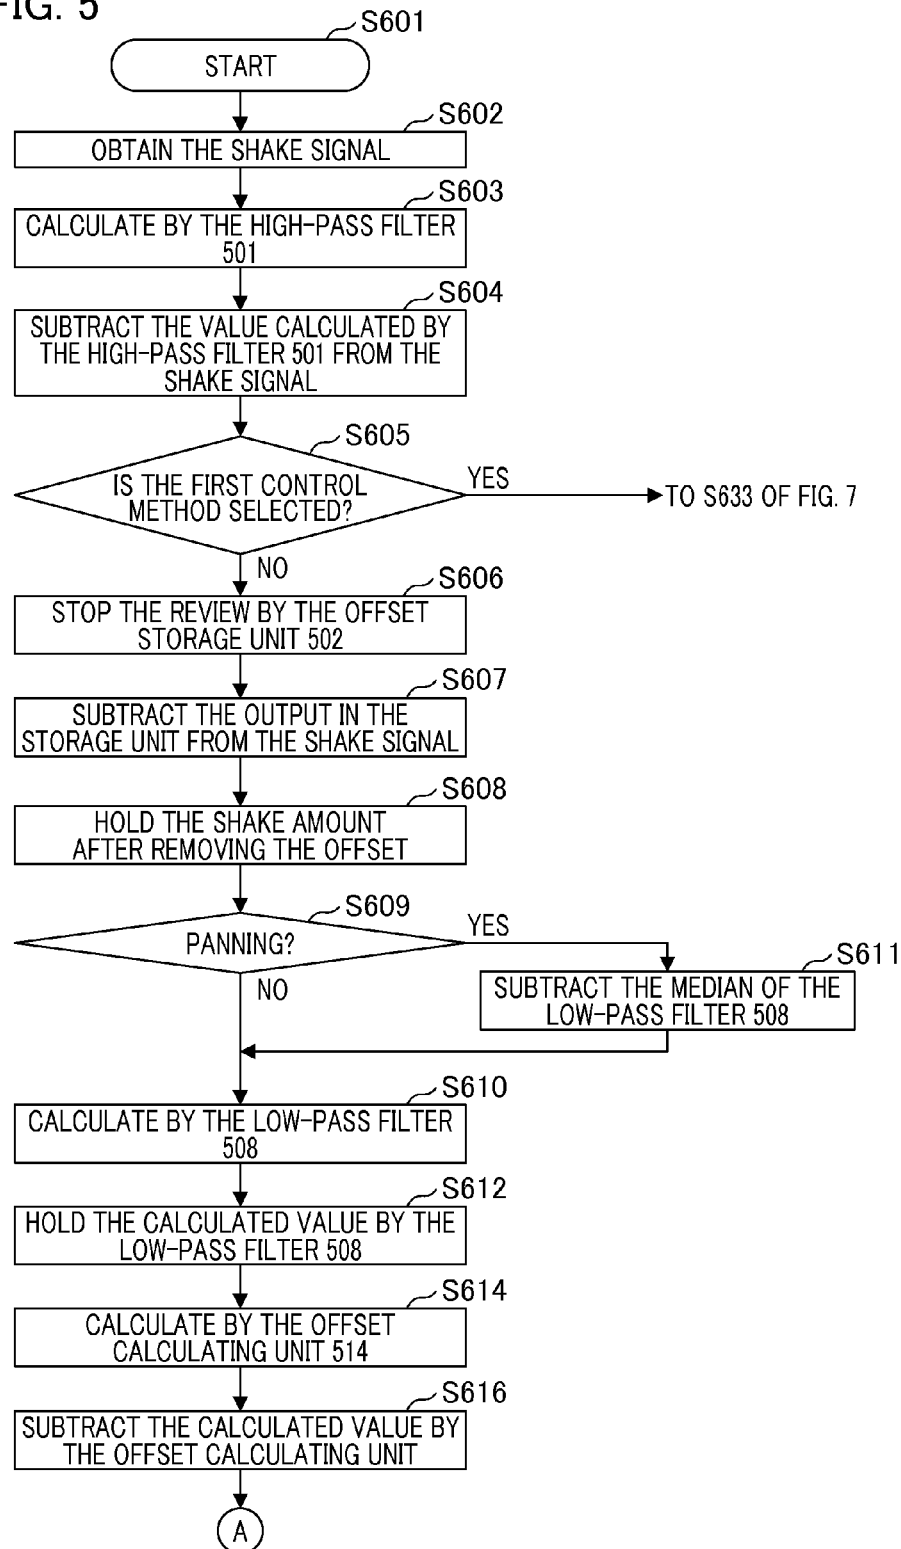 FIG. 5
S601
START
S602
OBTAIN THE SHAKE SIGNAL
S603
CALCULATE BY THE HIGH-PASS FILTER
501
S604
SUBTRACT THE VALUE CALCULATED BY
THE HIGH-PASS FILTER 501 FROM THE
SHAKE SIGNAL
S605
IS THE FIRST CONTROL
METHOD SELECTED?
YES
TO S633 OF FIG. 7
NO
S606
STOP THE REVIEW BY THE OFFSET
STORAGE UNIT 502
S607
SUBTRACT THE OUTPUT IN THE
STORAGE UNIT FROM THE SHAKE SIGNAL
S608
HOLD THE SHAKE AMOUNT
AFTER REMOVING THE OFFSET
S609
PANNING?
YES
NO
S611
SUBTRACT THE MEDIAN OF THE
LOW-PASS FILTER 508
S610
CALCULATE BY THE LOW-PASS FILTER
508
S612
HOLD THE CALCULATED VALUE BY THE
LOW-PASS FILTER 508
S614
CALCULATE BY THE OFFSET
CALCULATING UNIT 514
S616
SUBTRACT THE CALCULATED VALUE BY
THE OFFSET CALCULATING UNIT
A